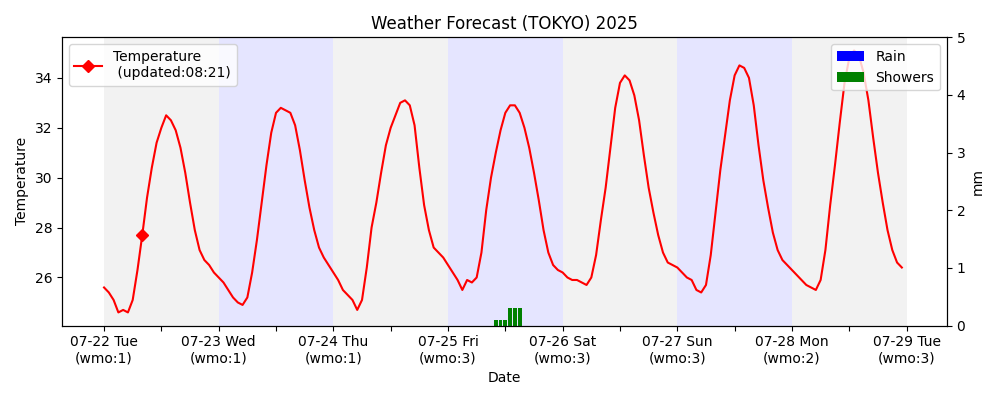 Weather Forecast (TOKYO) 2025
Temperature
(updated:08:21)
Rain
Showers
Temperature
34
32
30
28
26
5
4
3
2
1
0
mm
07-22 Tue
(wmo:1)
07-23 Wed
(wmo:1)
07-24 Thu
(wmo:1)
07-25 Fri
(wmo:3)
07-26 Sat
(wmo:3)
07-27 Sun
(wmo:3)
07-28 Mon
(wmo:2)
07-29 Tue
(wmo:3)
Date